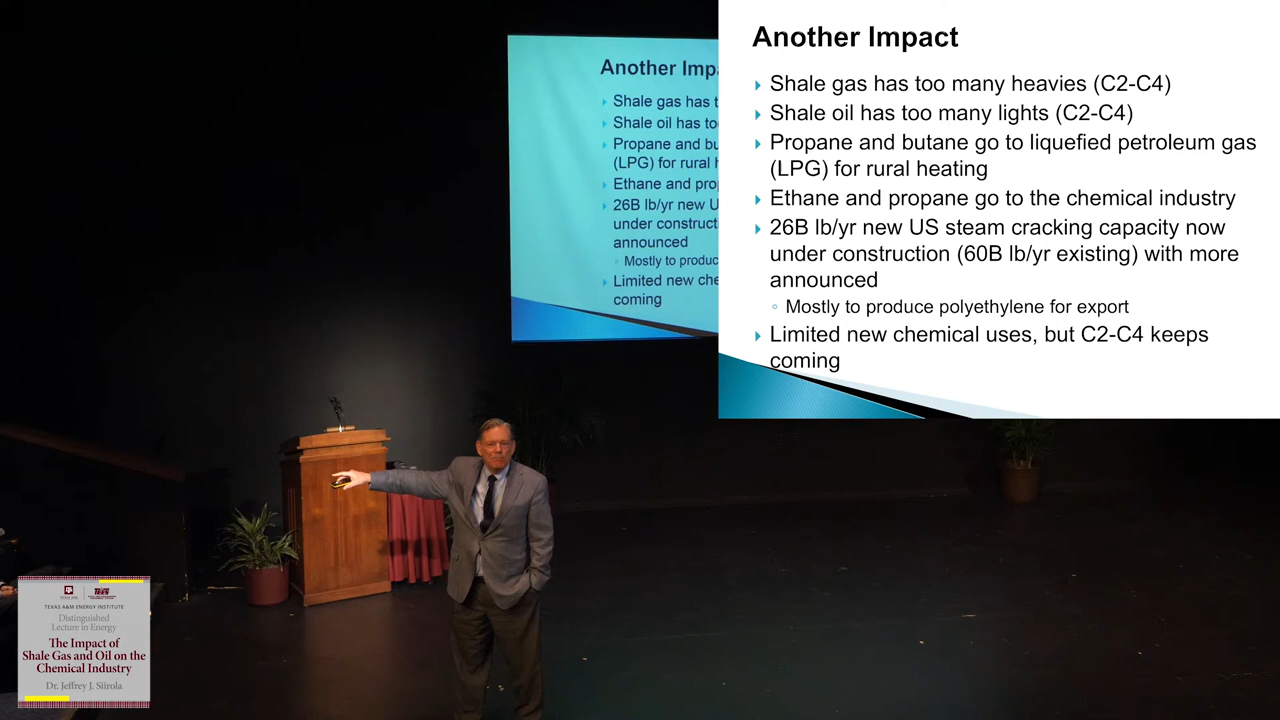 Another Impact
Shale gas has too many heavies (C2-C4)
Shale oil has too many lights (C2-C4)
Propane and butane go to liquefied petroleum gas
(LPG) for rural heating
Ethane and propane go to the chemical industry
26B lb/yr new US steam cracking capacity now
under construction (60B lb/yr existing) with more
announced
Mostly to produce polyethylene for export
Limited new chemical uses, but C2-C4 keeps
coming
Another Imp
Shale gas has t
Shale oil has to
Propane and bu
(LPG) for rural h
Ethane and pro
26B lb/yr new U
under construct
announced
Mostly to produc
Limited new che
coming
TEXAS A&M ENERGY INSTITUTE
Distinguished
Lecture in Energy
The Impact of
Shale Gas and Oil on the
Chemical Industry
Dr. Jeffrey J. Siirola